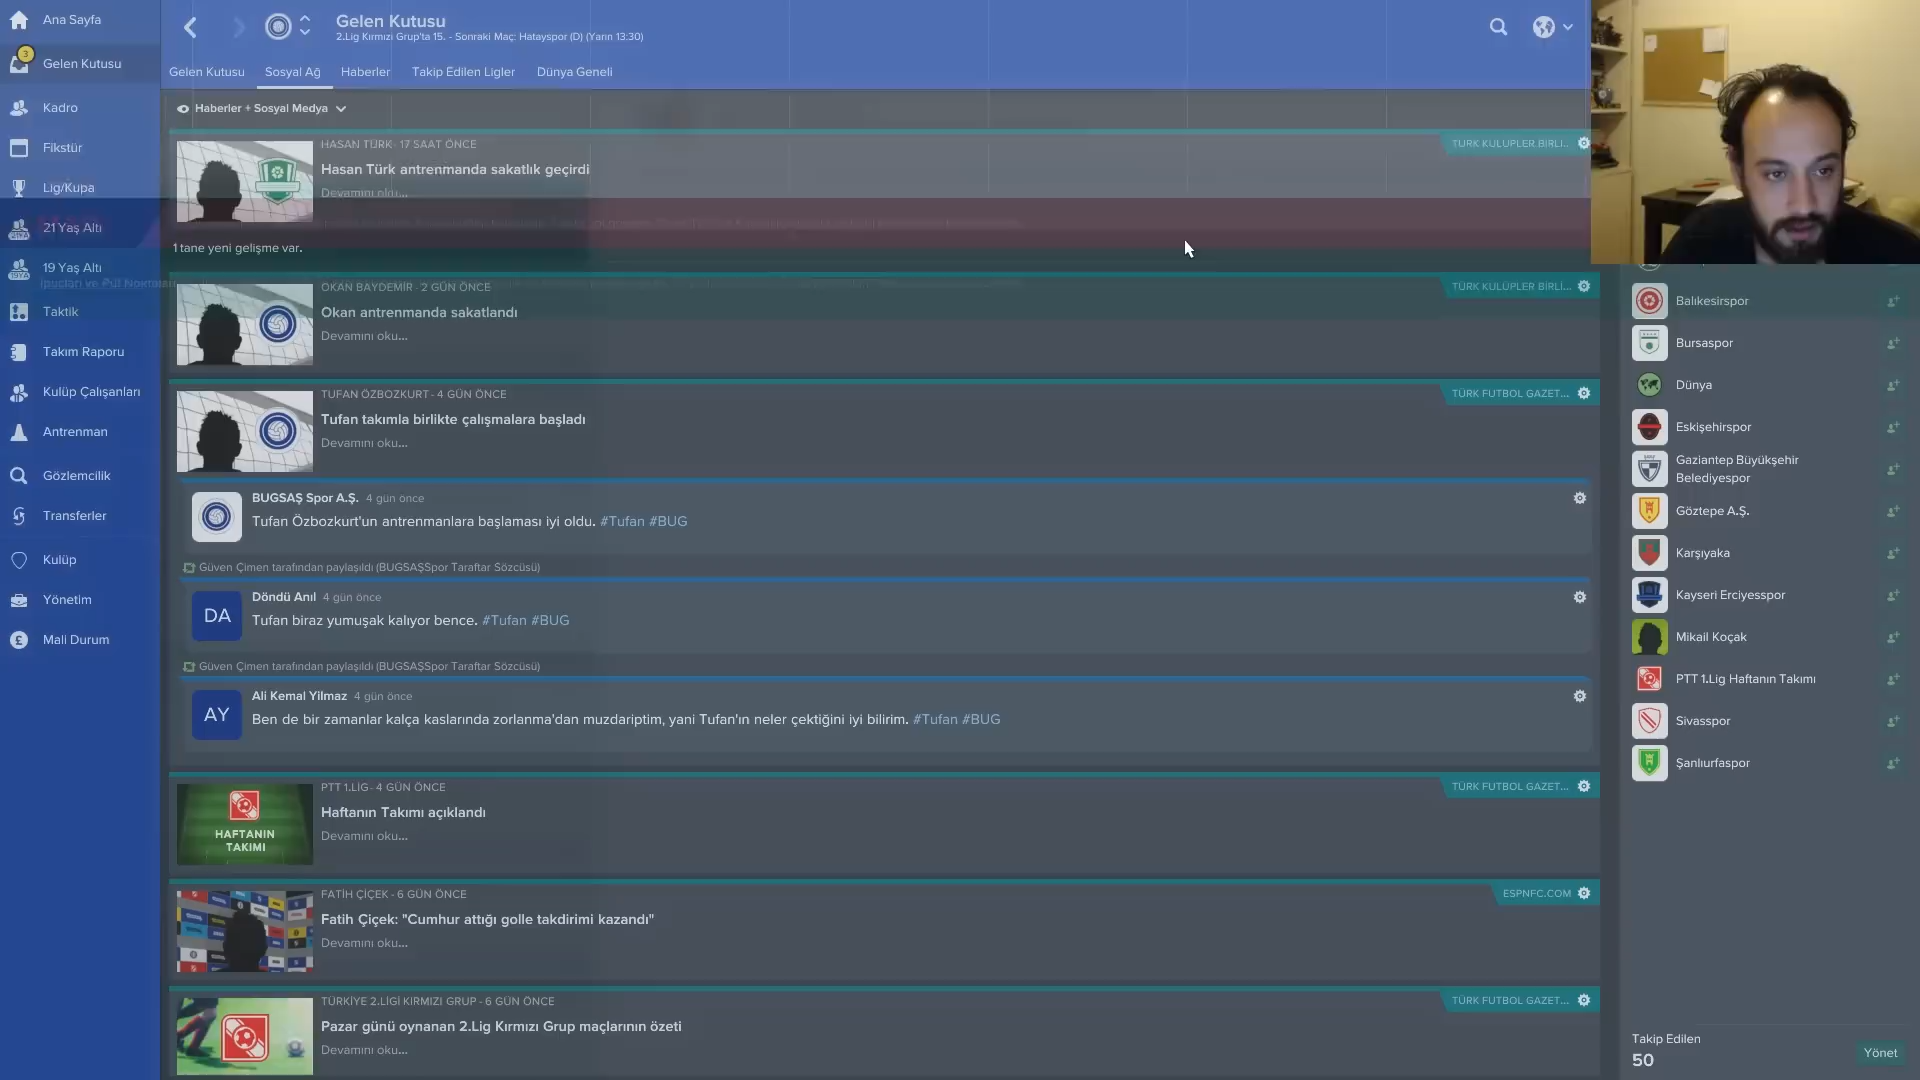 Ana Sayfa
3
Gelen Kutusu
Kadro
Fikstür
Lig/Kupa
21 Yaş Altı
19 Yaş Altı
Taktik
Takım Raporu
Kulüp Çalışanları
Antrenman
Gözlemcilik
Transferler
Kulüp
Yönetim
Mali Durum
Gelen Kutusu
2.Lig Kırmızı Grup'ta 15. - Sonraki Maç: Hatayspor (D) (Yarın 13:30)
Gelen Kutusu Sosyal Ağ Haberler Takip Edilen Ligler Dünya Geneli
Haberler + Sosyal Medya
HASAN TÜRK - 17 SAAT ÖNCE
TÜRK KULÜPLER BİRLİ...
Hasan Türk antrenmanda sakatlık geçirdi
Devamını oku...
1 tane yeni gelişme var.
OKAN BAYDEMİR - 2 GÜN ÖNCE
TÜRK KULÜPLER BİRLİ...
Okan antrenmanda sakatlandı
Devamını oku...
TUFAN ÖZBOZKURT - 4 GÜN ÖNCE
TÜRK FUTBOL GAZET...
Tufan takımla birlikte çalışmalara başladı
Devamını oku...
BUGSAŞ Spor A.Ş. 4 gün önce
Tufan Özbozkurt'un antrenmanlara başlaması iyi oldu. #Tufan #BUG
Güven Çimen tarafından paylaşıldı (BUGSAŞSpor Taraftar Sözcüsü)
DA
Döndü Anıl 4 gün önce
Tufan biraz yumuşak kalıyor bence. #Tufan #BUG
Güven Çimen tarafından paylaşıldı (BUGSAŞSpor Taraftar Sözcüsü)
AY
Ali Kemal Yilmaz 4 gün önce
Ben de bir zamanlar kalça kaslarında zorlanma'dan muzdariptim, yani Tufan'ın neler çektiğini iyi bilirim. #Tufan #BUG
PTT 1.LİG - 4 GÜN ÖNCE
TÜRK FUTBOL GAZET...
HAFTANIN
TAKIMI
Haftanın Takımı açıklandı
Devamını oku...
FATİH ÇİÇEK - 6 GÜN ÖNCE
ESPNFC.COM
Fatih Çiçek: "Cumhur attığı golle takdirimi kazandı"
Devamını oku...
TÜRKİYE 2.LİGİ KIRMIZI GRUP - 6 GÜN ÖNCE
TÜRK FUTBOL GAZET...
Pazar günü oynanan 2.Lig Kırmızı Grup maçlarının özeti
Devamını oku...
Balıkesirspor
Bursaspor
Dünya
Eskişehirspor
Gaziantep Büyükşehir
Belediyespor
Göztepe A.Ş.
Karşıyaka
Kayseri Erciyesspor
Mikail Koçak
PTT 1.Lig Haftanın Takımı
Sivasspor
Şanlıurfaspor
Takip Edilen
50
Yönet